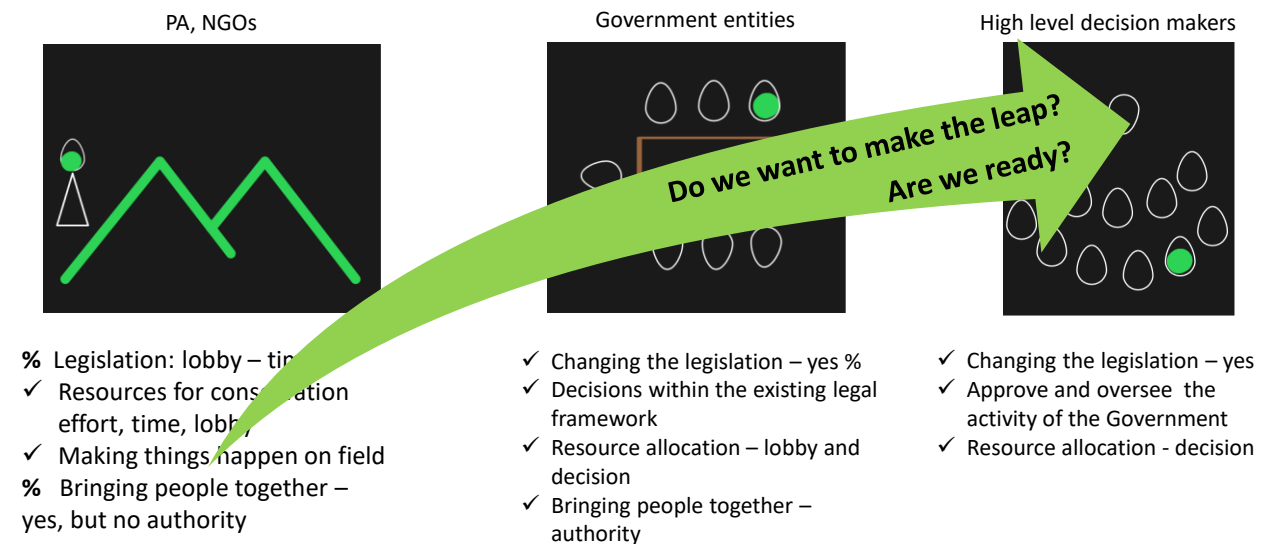 PA, NGOs
Government entities
High level decision makers
Do we want to make the leap?
Are we ready?
% Legislation: lobby –
✓ Resources for
effort, time, lobby
✓ Making things happen on field
% Bringing people together –
yes, but no authority
✓ Changing the legislation – yes %
✓ Decisions within the existing legal
framework
✓ Resource allocation – lobby and
decision
✓ Bringing people together –
authority
✓ Changing the legislation – yes
✓ Approve and oversee the
activity of the Government
✓ Resource allocation - decision